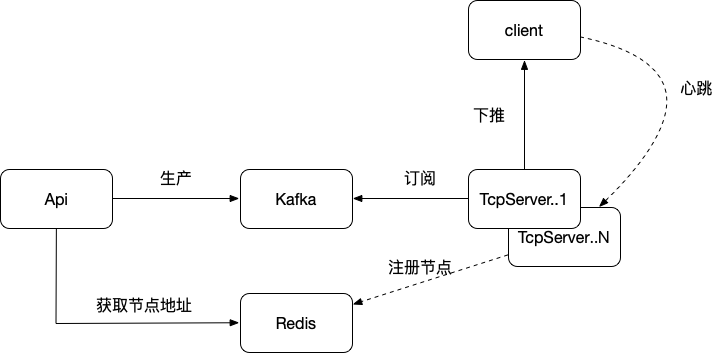 client
心跳
下推
生产
订阅
Api
Kafka
TcpServer..1
TcpServer..N
注册节点
获取节点地址
Redis